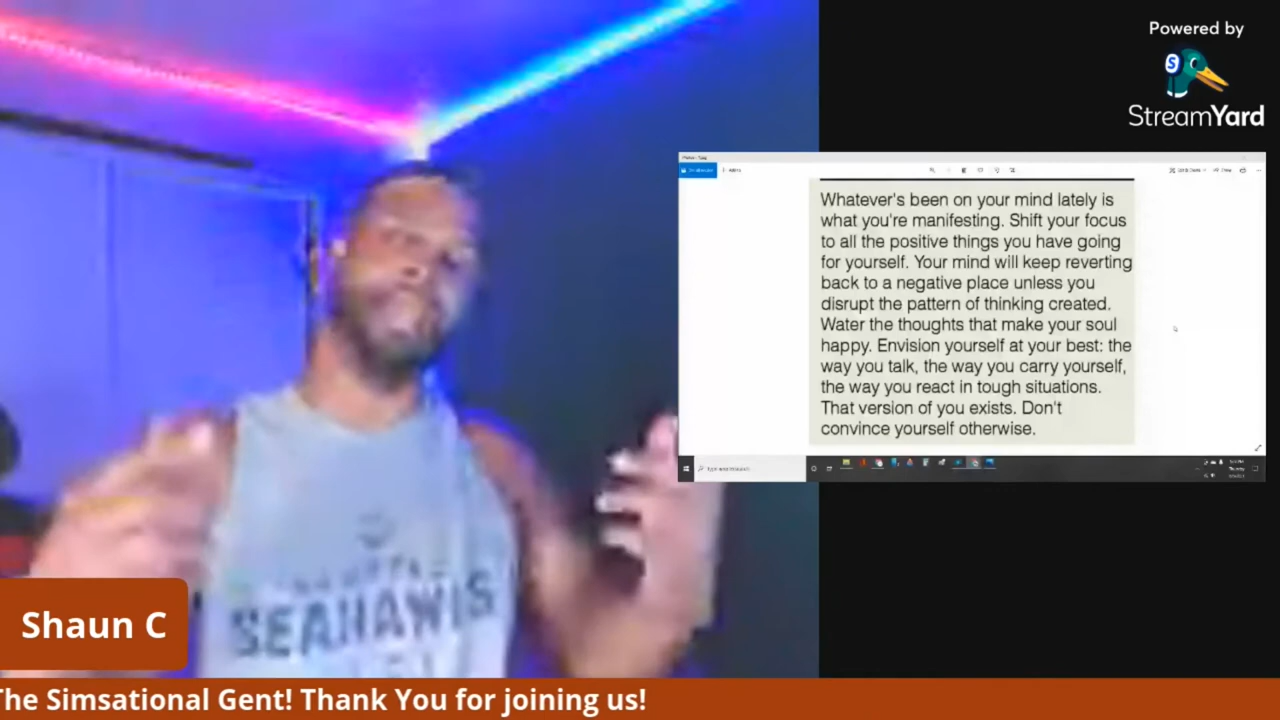 Powered by
StreamYard
Whatever's been on your mind lately is
what you're manifesting. Shift your focus
to all the positive things you have going
for yourself. Your mind will keep reverting
back to a negative place unless you
disrupt the pattern of thinking created.
Water the thoughts that make your soul
happy. Envision yourself at your best: the
way you talk, the way you carry yourself,
the way you react in tough situations.
That version of you exists. Don't
convince yourself otherwise.
SEAHAWKS
Shaun C
The Simsational Gent! Thank You for joining us!